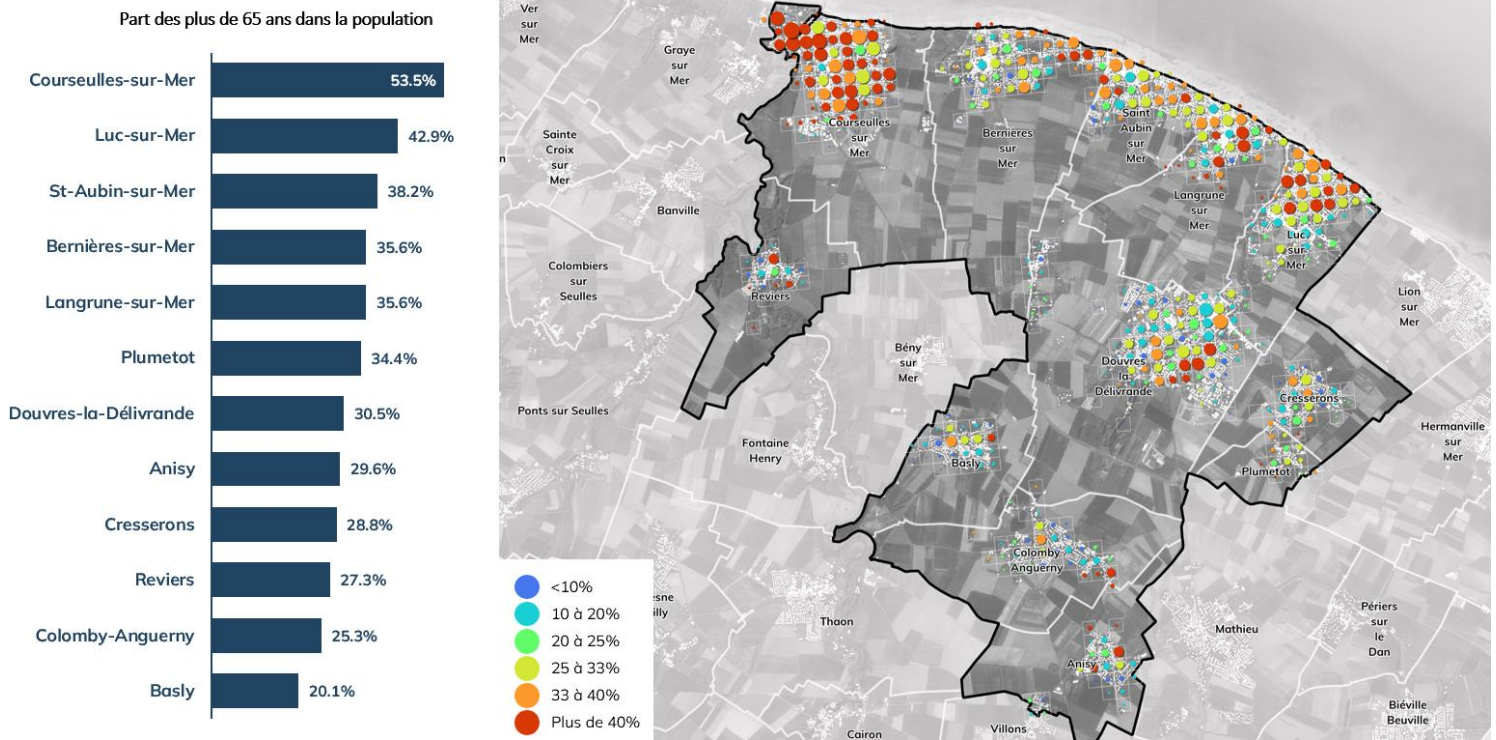 Part des plus de 65 ans dans la population
Courseulles-sur-Mer
53.5%
Luc-sur-Mer
42.9%
St-Aubin-sur-Mer
38.2%
Bernières-sur-Mer
35.6%
Langrune-sur-Mer
35.6%
Plumetot
34.4%
Douvres-la-Délivrande
30.5%
Anisy
29.6%
Cresserons
28.8%
Reviers
27.3%
Colomby-Anguerny
25.3%
Basly
20.1%
Ver
sur
Mer
Graye
sur
Mer
Sainte
Croix
sur
Mer
Banville
Colombiers
sur
Seulles
Ponts sur Seulles
Courseulles
sur
Mer
Bernières
sur
Mer
Saint
Aubin
sur
Mer
Langrune
sur
Mer
Luc
sur
Mer
Lion
sur
Mer
Reviers
Bény
sur
Mer
Douvres
la
Délivrande
Cresserons
Hermanville
sur
Mer
Fontaine
Henry
Basly
Plumetot
Colomby
Anguerny
Thaon
Mathieu
Périers
sur
le
Dan
Anisy
Villons
Cairon
Biéville
Beuville
esne
illy
n
<10%
10 à 20%
20 à 25%
25 à 33%
33 à 40%
Plus de 40%